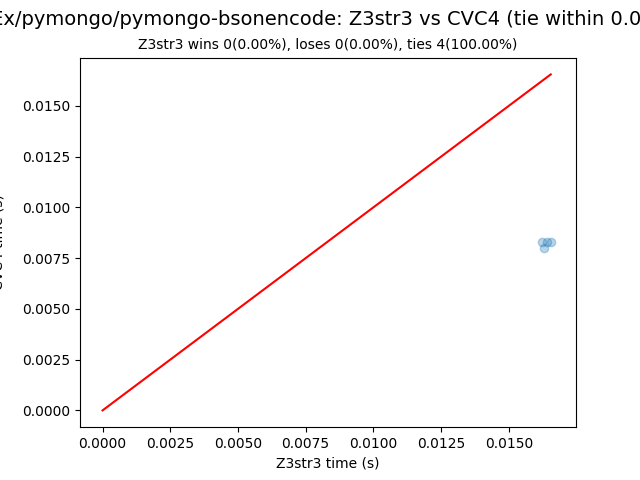 Ex/pymongo/pymongo-bsonencode: Z3str3 vs CVC4 (tie within 0.0
Z3str3 wins 0(0.00%), loses 0(0.00%), ties 4(100.00%)
0.0150
0.0125
0.0100
0.0075
0.0050
0.0025
0.0000
CVC4 time (s)
0.0000 0.0025 0.0050 0.0075 0.0100 0.0125 0.0150
Z3str3 time (s)